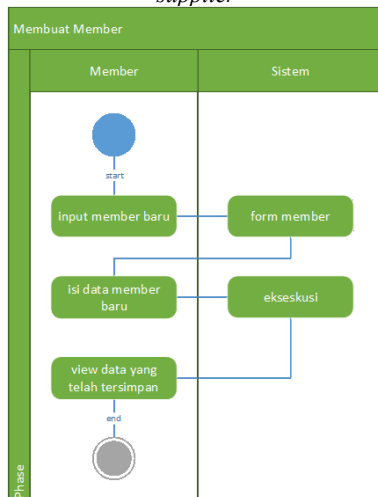 supplier
Membuat Member
Member
Sistem
start
input member baru
form member
isi data member
baru
ekseskusi
view data yang
telah tersimpan
end
Phase